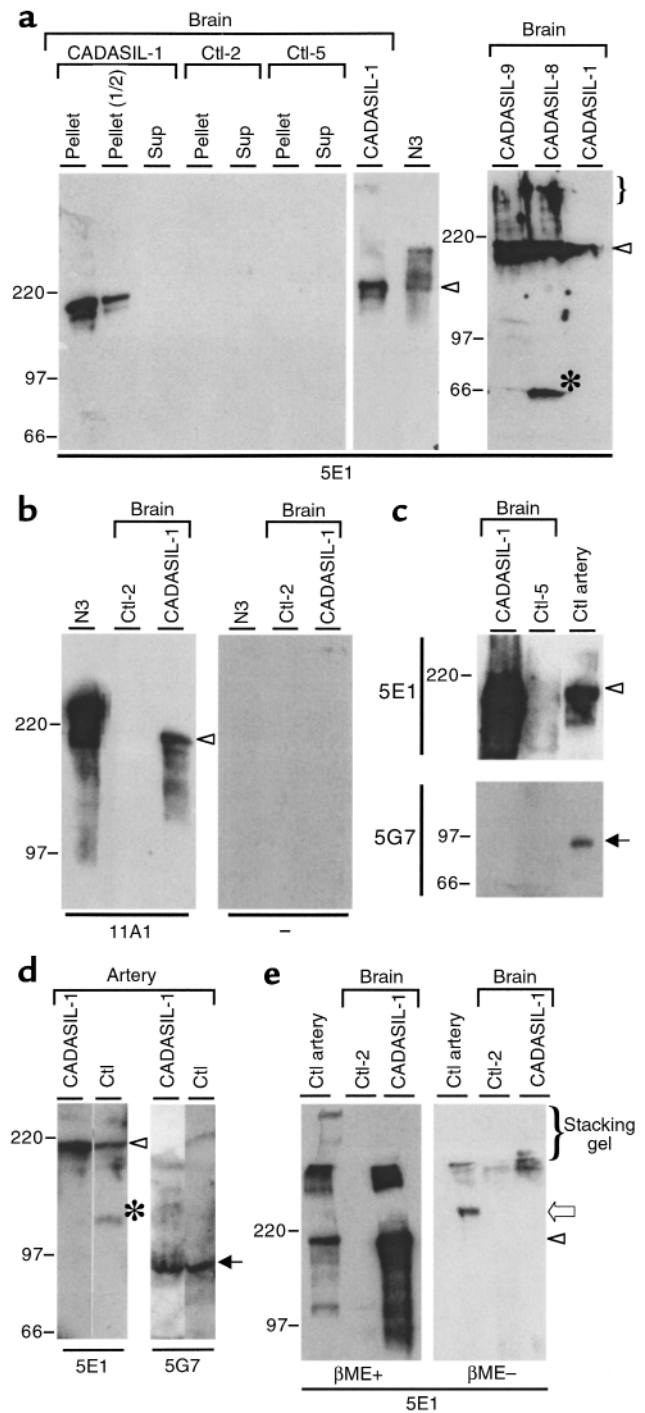 a
Brain
CADASIL-1 Ctl-2 Ctl-5
Pellet Pellet (1/2) Sup Pellet Sup Pellet Sup CADASIL-1 N3
220
97
66
Brain
CADASIL-9 CADASIL-8 CADASIL-1
}
220
97
66 *
5E1
b
Brain Brain
N3 Ctl-2 CADASIL-1 N3 Ctl-2 CADASIL-1
220
97
11A1 –
c
Brain
CADASIL-1 Ctl-5 Ctl artery
5E1 220
5G7 97
66
d
Artery
CADASIL-1 Ctl CADASIL-1 Ctl
220
*
97
66
5E1 5G7
e
Brain Brain
Ctl artery Ctl-2 CADASIL-1 Ctl artery Ctl-2 CADASIL-1
} Stacking
gel
220
97
βME+ βME–
5E1